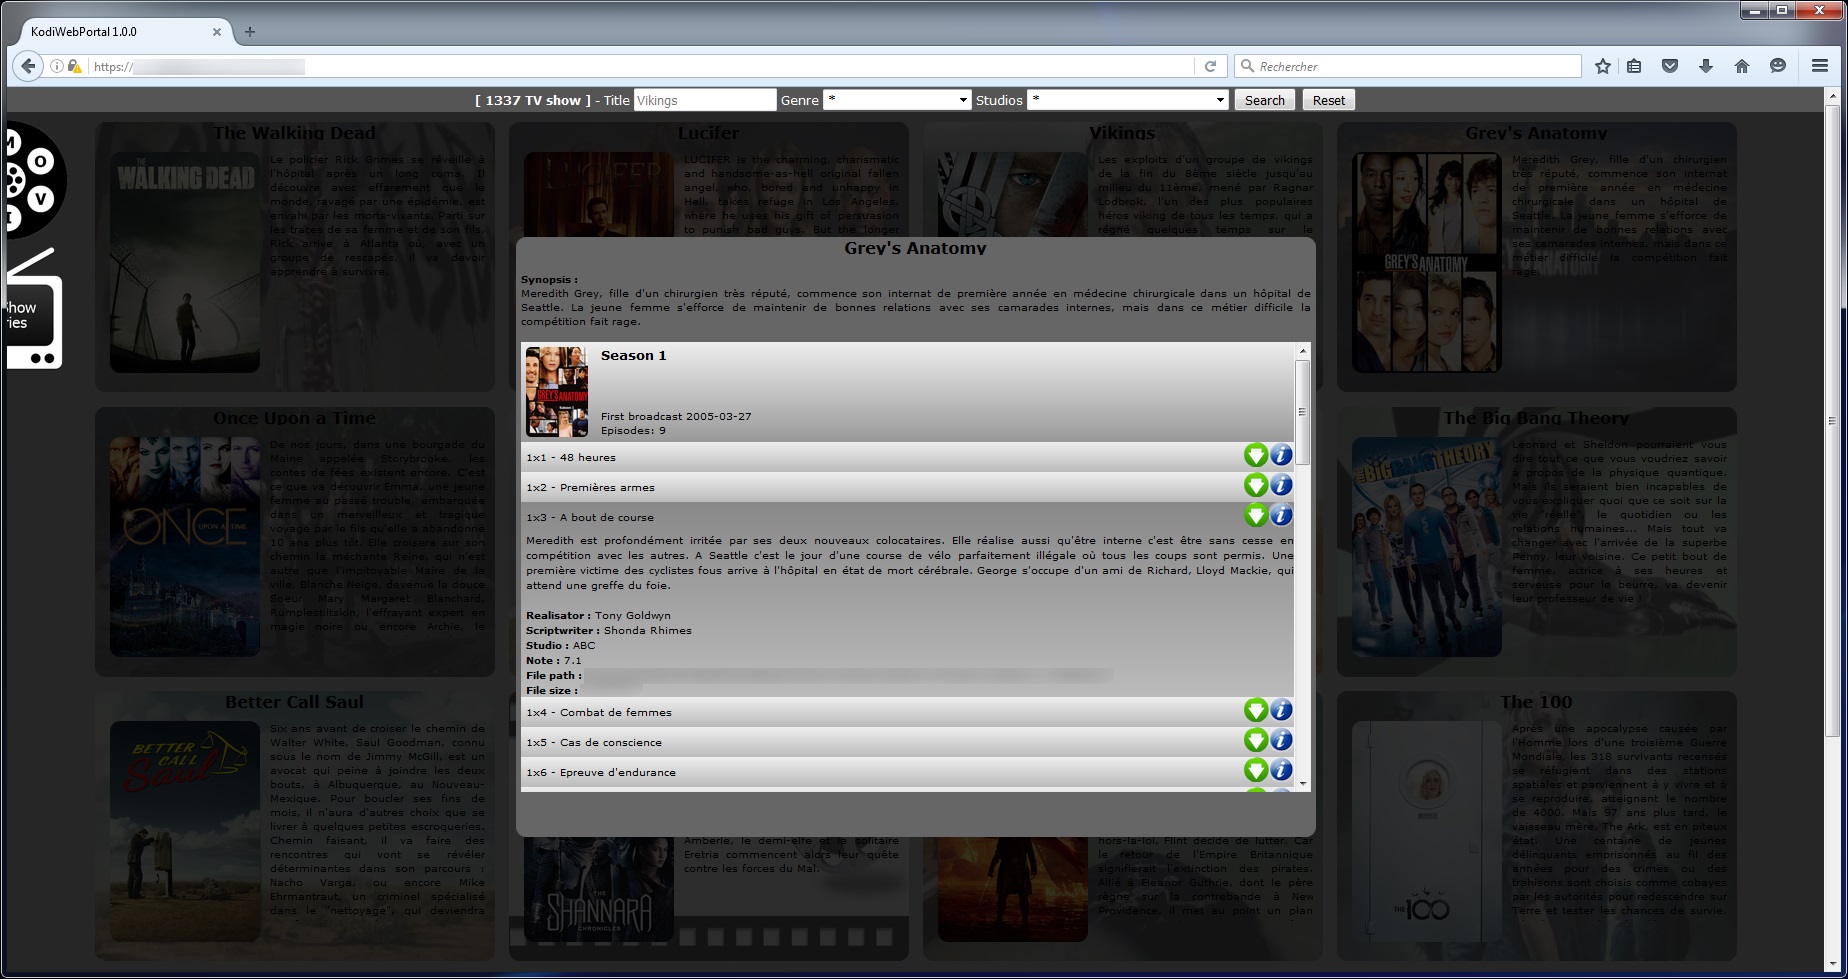 KodiWebPortal 1.0.0
https://
Rechercher
[ 1337 TV show ] - Title Vikings Genre * Studios * Search Reset
M
O
V
I
Show
ries
The Walking Dead
THE
WALKING DEAD
Le policier Rick Grimes se réveille à
l'hôpital après un long coma. Il
découvre avec effarement que le
monde, ravagé par une épidémie, est
envahi par les morts-vivants. Parti sur
les traces de sa femme et de son fils,
Rick arrive à Atlanta où, avec un
groupe de rescapés, il va devoir
apprendre à survivre.
Lucifer
LUCIFER
LUCIFER is the charming, charismatic
and handsome-as-hell original fallen
angel, who, bored and unhappy in
Hell, takes refuge in Los Angeles,
where he uses his gift of persuasion
to punish bad guys. But the longer
Vikings
Les exploits d'un groupe de vikings
de la fin du 8ème siècle jusqu'au
milieu du 11ème, mené par Ragnar
Lodbrok, l'un des plus populaires
héros viking de tous les temps, qui a
régné quelques temps sur le
Grey's Anatomy
GREY'S ANATOMY
Meredith Grey, fille d'un chirurgien
très réputé, commence son internat
de première année en médecine
chirurgicale dans un hôpital de
Seattle. La jeune femme s'efforce de
maintenir de bonnes relations avec
ses camarades internes, mais dans ce
métier difficile la compétition fait
rage.
Grey's Anatomy
Synopsis :
Meredith Grey, fille d'un chirurgien très réputé, commence son internat de première année en médecine chirurgicale dans un hôpital de
Seattle. La jeune femme s'efforce de maintenir de bonnes relations avec ses camarades internes, mais dans ce métier difficile la
compétition fait rage.
GREY'S ANATOMY
Season 1
First broadcast 2005-03-27
Episodes: 9
1x1 - 48 heures
1x2 - Premières armes
1x3 - A bout de course
Meredith est profondément irritée par ses deux nouveaux colocataires. Elle réalise aussi qu'être interne c'est être sans cesse en
compétition avec les autres. A Seattle c'est le jour d'une course de vélo parfaitement illégale où tous les coups sont permis. Une
première victime des cyclistes fous arrive à l'hôpital en état de mort cérébrale. George s'occupe d'un ami de Richard, Lloyd Mackie, qui
attend une greffe du foie.
Realisator : Tony Goldwyn
Scriptwriter : Shonda Rhimes
Studio : ABC
Note : 7.1
File path :
File size :
1x4 - Combat de femmes
1x5 - Cas de conscience
1x6 - Epreuve d'endurance
Once Upon a Time
ONCE
UPON A TIME
De nos jours, dans une bourgade du
Maine appelée Storybrooke, les
contes de fées existent encore. C'est
ce que va découvrir Emma, une jeune
femme au passé trouble, embarquée
dans un merveilleux et tragique
voyage par le fils qu'elle a abandonné
10 ans plus tôt. Elle croisera sur son
chemin la méchante Reine, qui n'est
autre que l'impitoyable Maire de la
ville, Blanche Neige, devenue la douce
Soeur Mary Margaret Blanchard,
Rumplestiltskin, l'effrayant expert en
magie noire ou encore Archie, le
The Big Bang Theory
THE BIG BANG THEORY
Leonard et Sheldon pourraient vous
dire tout ce que vous voudriez savoir
à propos de la physique quantique.
Mais ils seraient bien incapables de
vous expliquer quoi que ce soit sur la
vie "réelle", le quotidien ou les
relations humaines... Mais tout va
changer avec l'arrivée de la superbe
Penny, leur voisine. Ce petit bout de
femme, actrice à ses heures et
serveuse pour le beurre, va devenir
leur professeur de vie !
Better Call Saul
BETTER
CALL
Saul
Six ans avant de croiser le chemin de
Walter White, Saul Goodman, connu
sous le nom de Jimmy McGill, est un
avocat qui peine à joindre les deux
bouts, à Albuquerque, au Nouveau-
Mexique. Pour boucler ses fins de
mois, il n'aura d'autres choix que se
livrer à quelques petites escroqueries.
Chemin faisant, il va faire des
rencontres qui vont se révéler
déterminantes dans son parcours :
Nacho Varga, ou encore Mike
Ehrmantraut, un criminel spécialisé
dans le "nettoyage", qui deviendra
THE
SHANNARA
CHRONICLES
Amberle, le demi-elfe et la solitaire
Eretria commencent alors leur quête
contre les forces du Mal.
hors-la-loi, Flint décide de lutter. Car
le retour de l'Empire Britannique
signifierait l'extinction des pirates.
Allié à Eleanor Guthrie, dont le père
règne sur la contrebande à New
Providence, il met au point un plan
The 100
THE 100
Après une apocalypse causée par
l'Homme lors d'une troisième Guerre
Mondiale, les 318 survivants recensés
se réfugient dans des stations
spatiales et parviennent à y vivre et à
se reproduire, atteignant le nombre
de 4000. Mais 97 ans plus tard, le
vaisseau mère, The Ark, est en piteux
état. Une centaine de jeunes
délinquants emprisonnés au fil des
années pour des crimes ou des
trahisons sont choisis comme cobayes
par les autorités pour redescendre sur
Terre et tester les chances de survie.